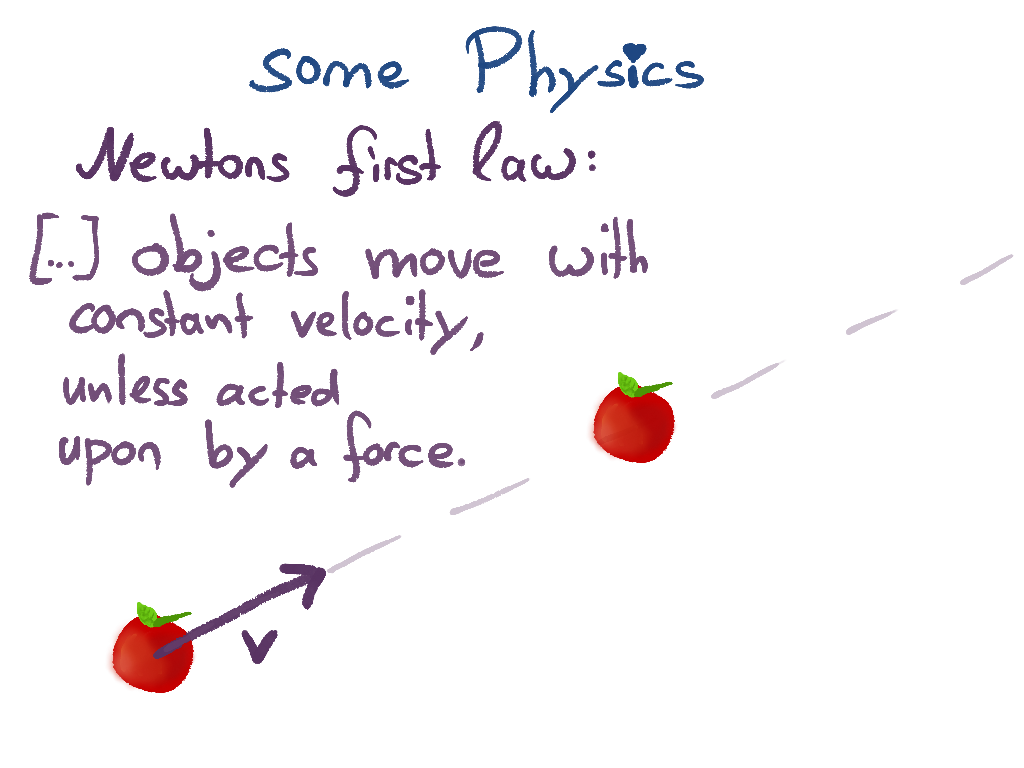 some Physics
Newtons first law:
[...] objects move with
constant velocity,
unless acted
upon by a force.
v